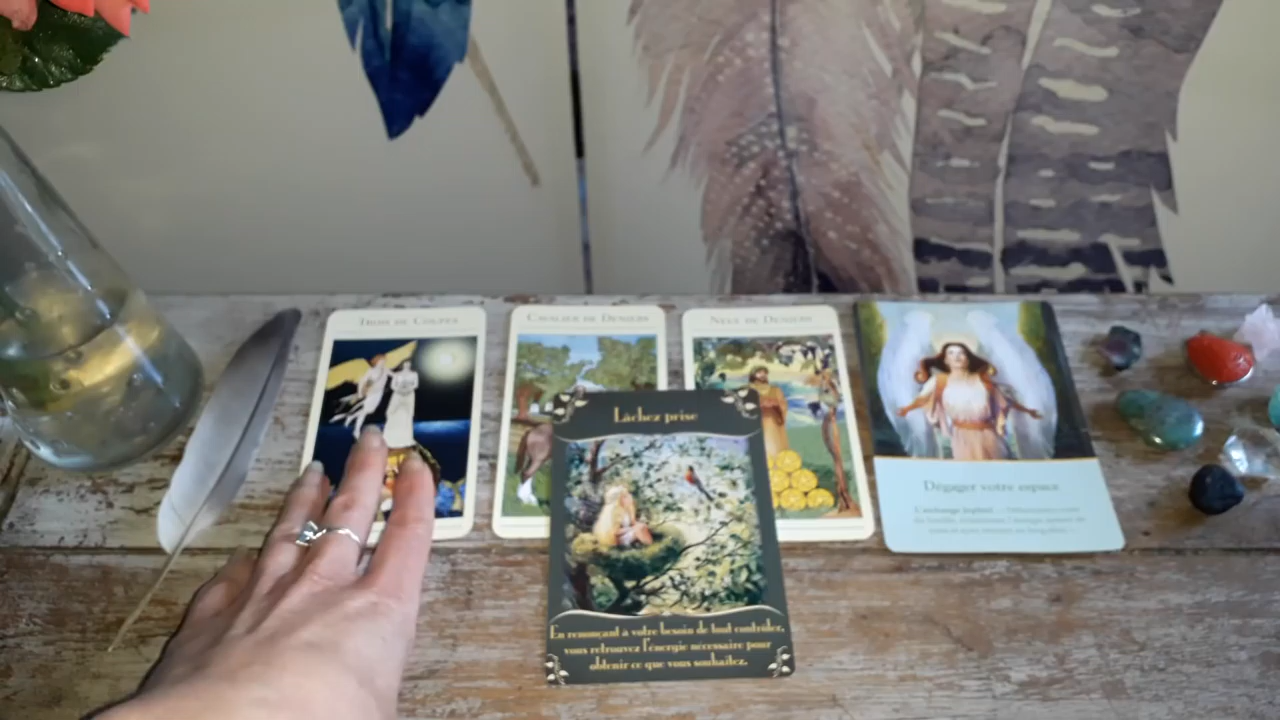 TROIS DE COUPES
CAVALIER DE DENIERS
NEUF DE DENIERS
Lâchez prise
En renonçant à votre besoin de tout contrôler,
vous retrouvez l'énergie nécessaire pour
obtenir ce que vous souhaitez.
Dégager votre espace
L'archange Jophiel